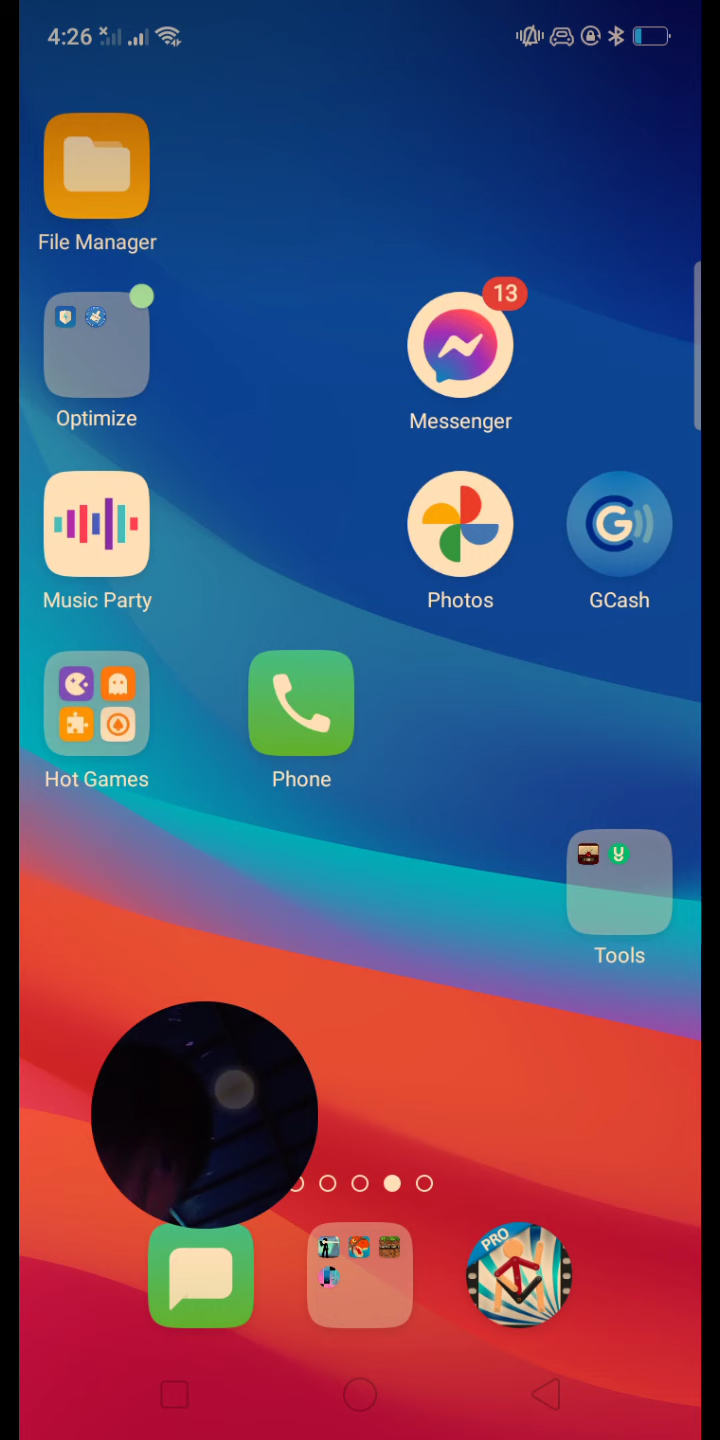 4:26
File Manager
13
Optimize
Messenger
Music Party
Photos
GCash
Hot Games
Phone
Tools
PRO